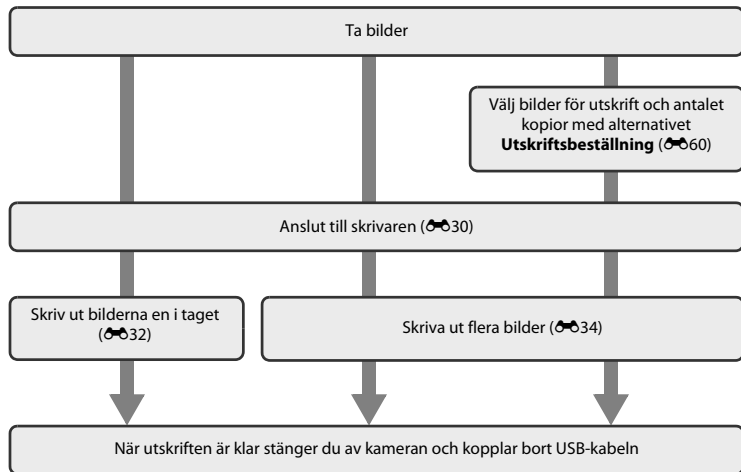 Ta bilder
Välj bilder för utskrift och antalet
kopior med alternativet
Utskriftsbeställning (60)
Anslut till skrivaren (30)
Skriv ut bilderna en i taget
(32)
Skriva ut flera bilder (34)
När utskriften är klar stänger du av kameran och kopplar bort USB-kabeln